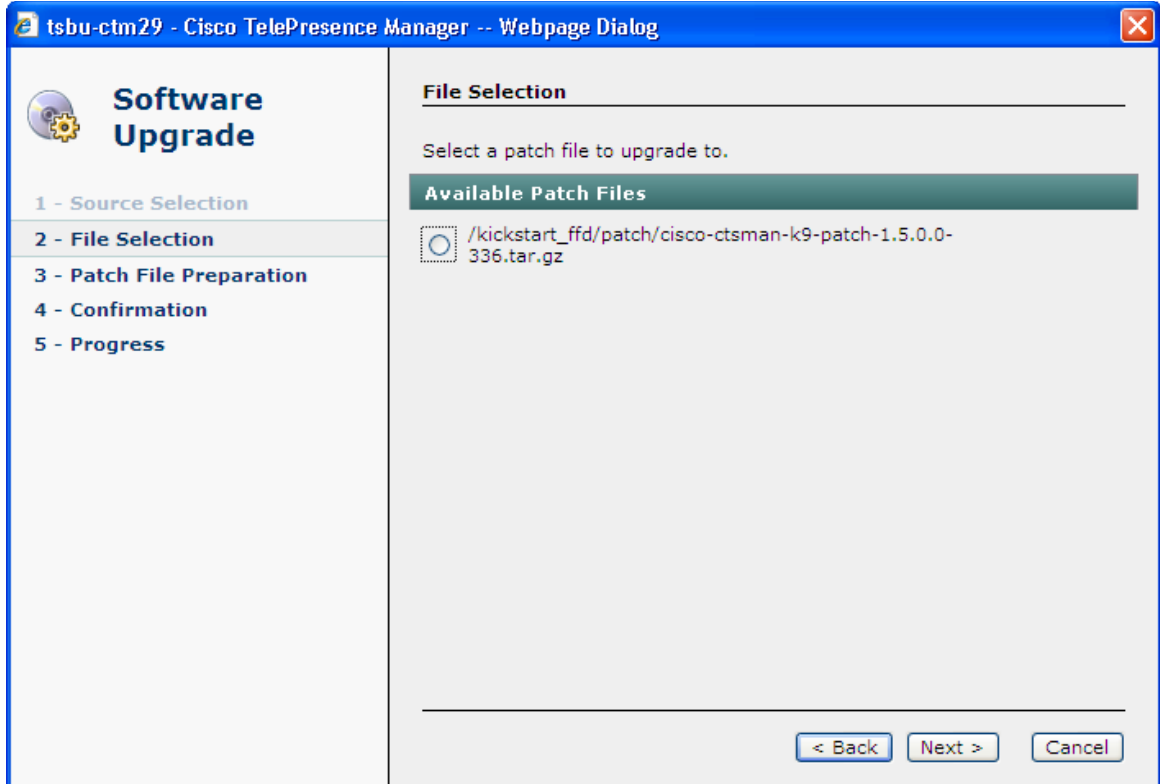 tsbu-ctm29 - Cisco TelePresence Manager -- Webpage Dialog
Software
Upgrade
1 - Source Selection
2 - File Selection
3 - Patch File Preparation
4 - Confirmation
5 - Progress
File Selection
Select a patch file to upgrade to.
Available Patch Files
/kickstart_ffd/patch/cisco-ctsman-k9-patch-1.5.0.0-
336.tar.gz
< Back
Next >
Cancel